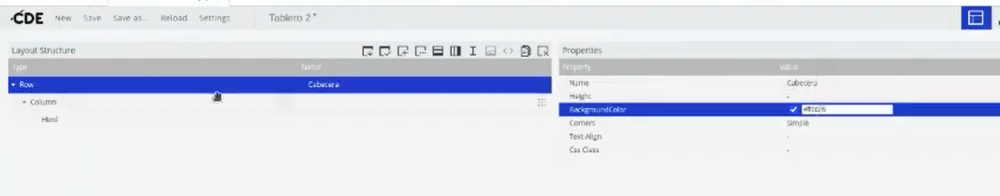 CDE New Save Save as... Reload Settings Tablero 2*
Layout Structure
Type Name
Row Cabecera
Column
Html
Properties
Property Value
Name Cabecera
Height -
BackgroundColor
Corners Simple
Text Align -
Css Class -